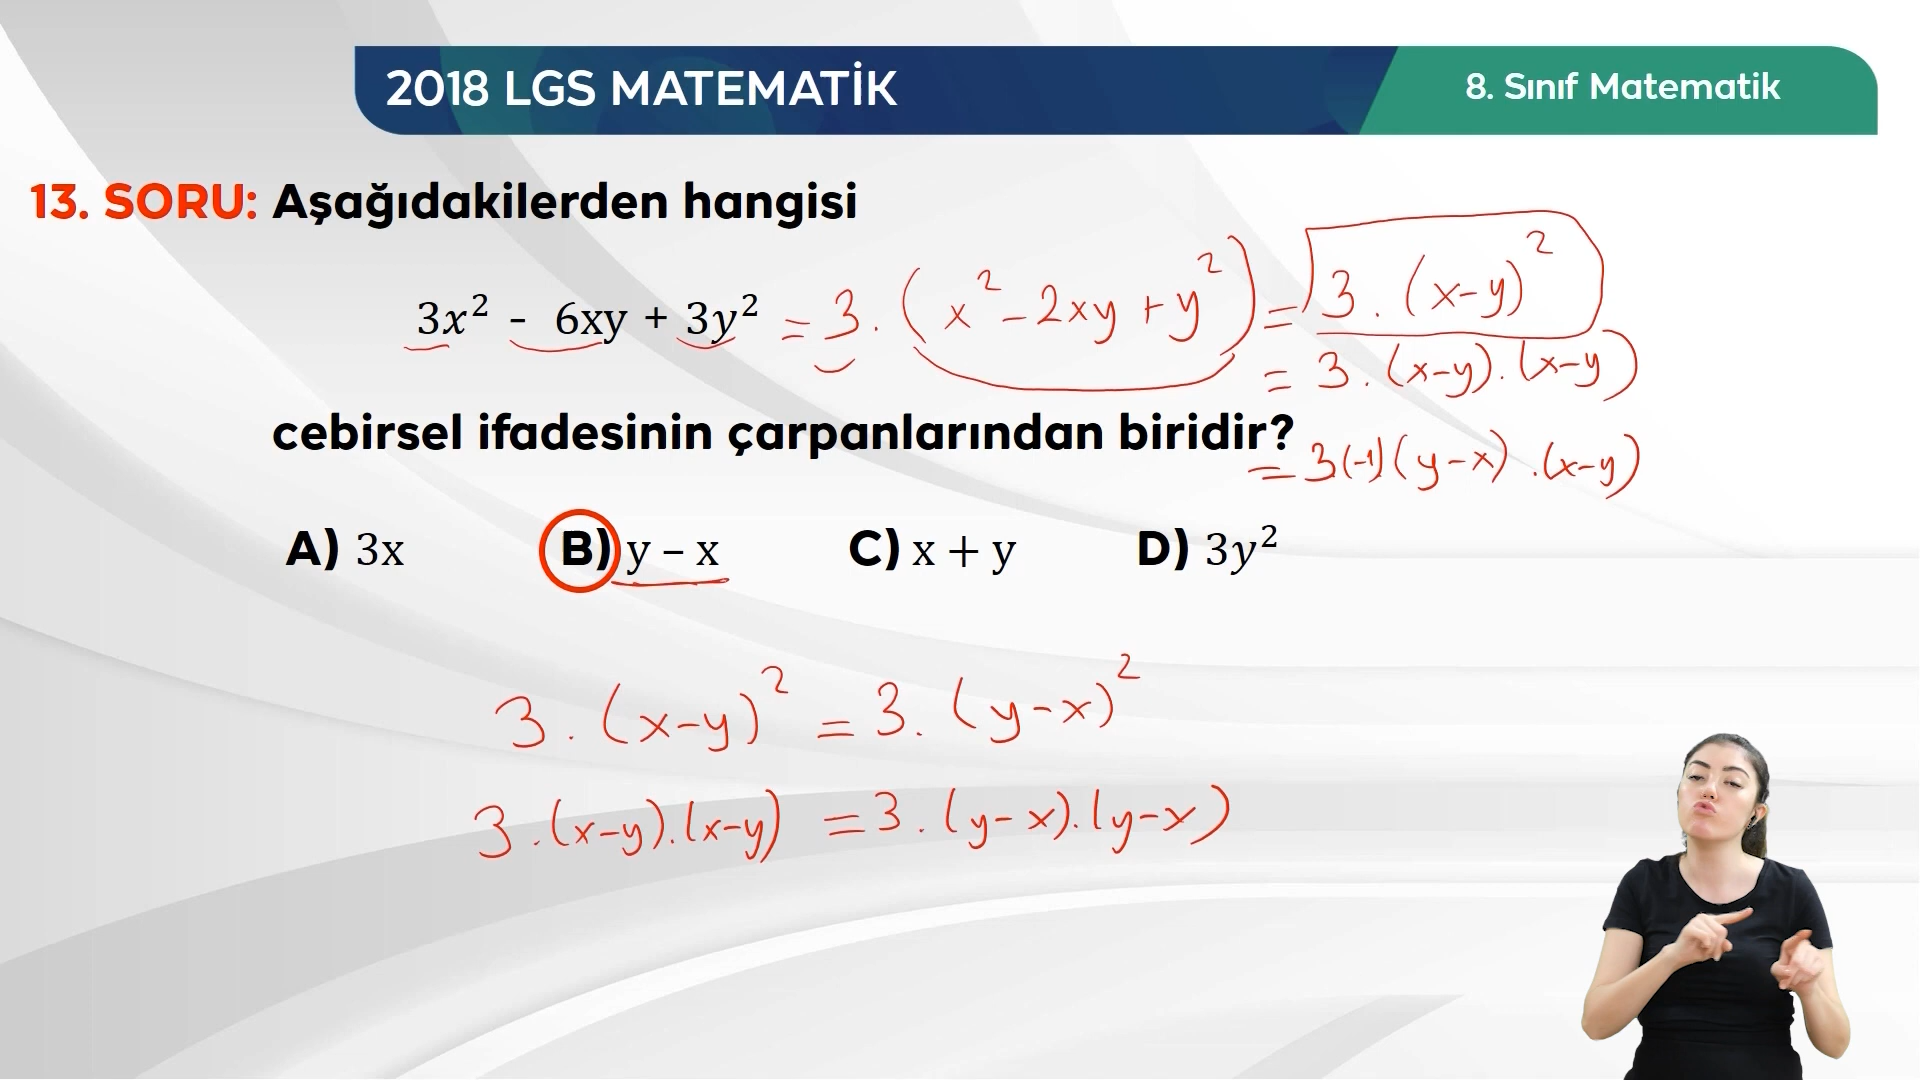 2018 LGS MATEMATİK
8. Sınıf Matematik
13. SORU: Aşağıdakilerden hangisi
3x² - 6xy + 3y² = 3 . (x² - 2xy + y²) = 3 . (x-y)²
= 3 . (x-y) . (x-y)
cebirsel ifadesinin çarpanlarından biridir?
= 3(-1)(y-x) . (x-y)
A) 3x B) y – x C) x + y D) 3y²
3 . (x-y)² = 3 . (y-x)²
3 . (x-y) . (x-y) = 3 . (y-x) . (y-x)